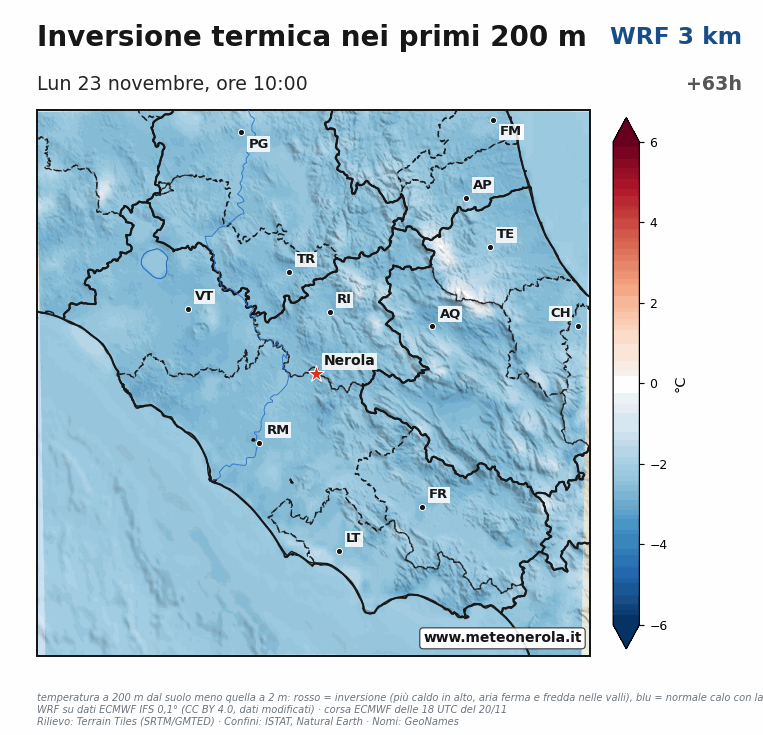 Inversione termica nei primi 200 m
WRF 3 km
Lun 23 novembre, ore 10:00
+63h
FM
PG
AP
TE
TR
VT
RI
AQ
CH
Nerola
RM
FR
LT
www.meteonerola.it
6
4
2
0
−2
−4
−6
°C
temperatura a 200 m dal suolo meno quella a 2 m: rosso = inversione (più caldo in alto, aria ferma e fredda nelle valli), blu = normale calo con la
WRF su dati ECMWF IFS 0,1° (CC BY 4.0, dati modificati) · corsa ECMWF delle 18 UTC del 20/11
Rilievo: Terrain Tiles (SRTM/GMTED) · Confini: ISTAT, Natural Earth · Nomi: GeoNames